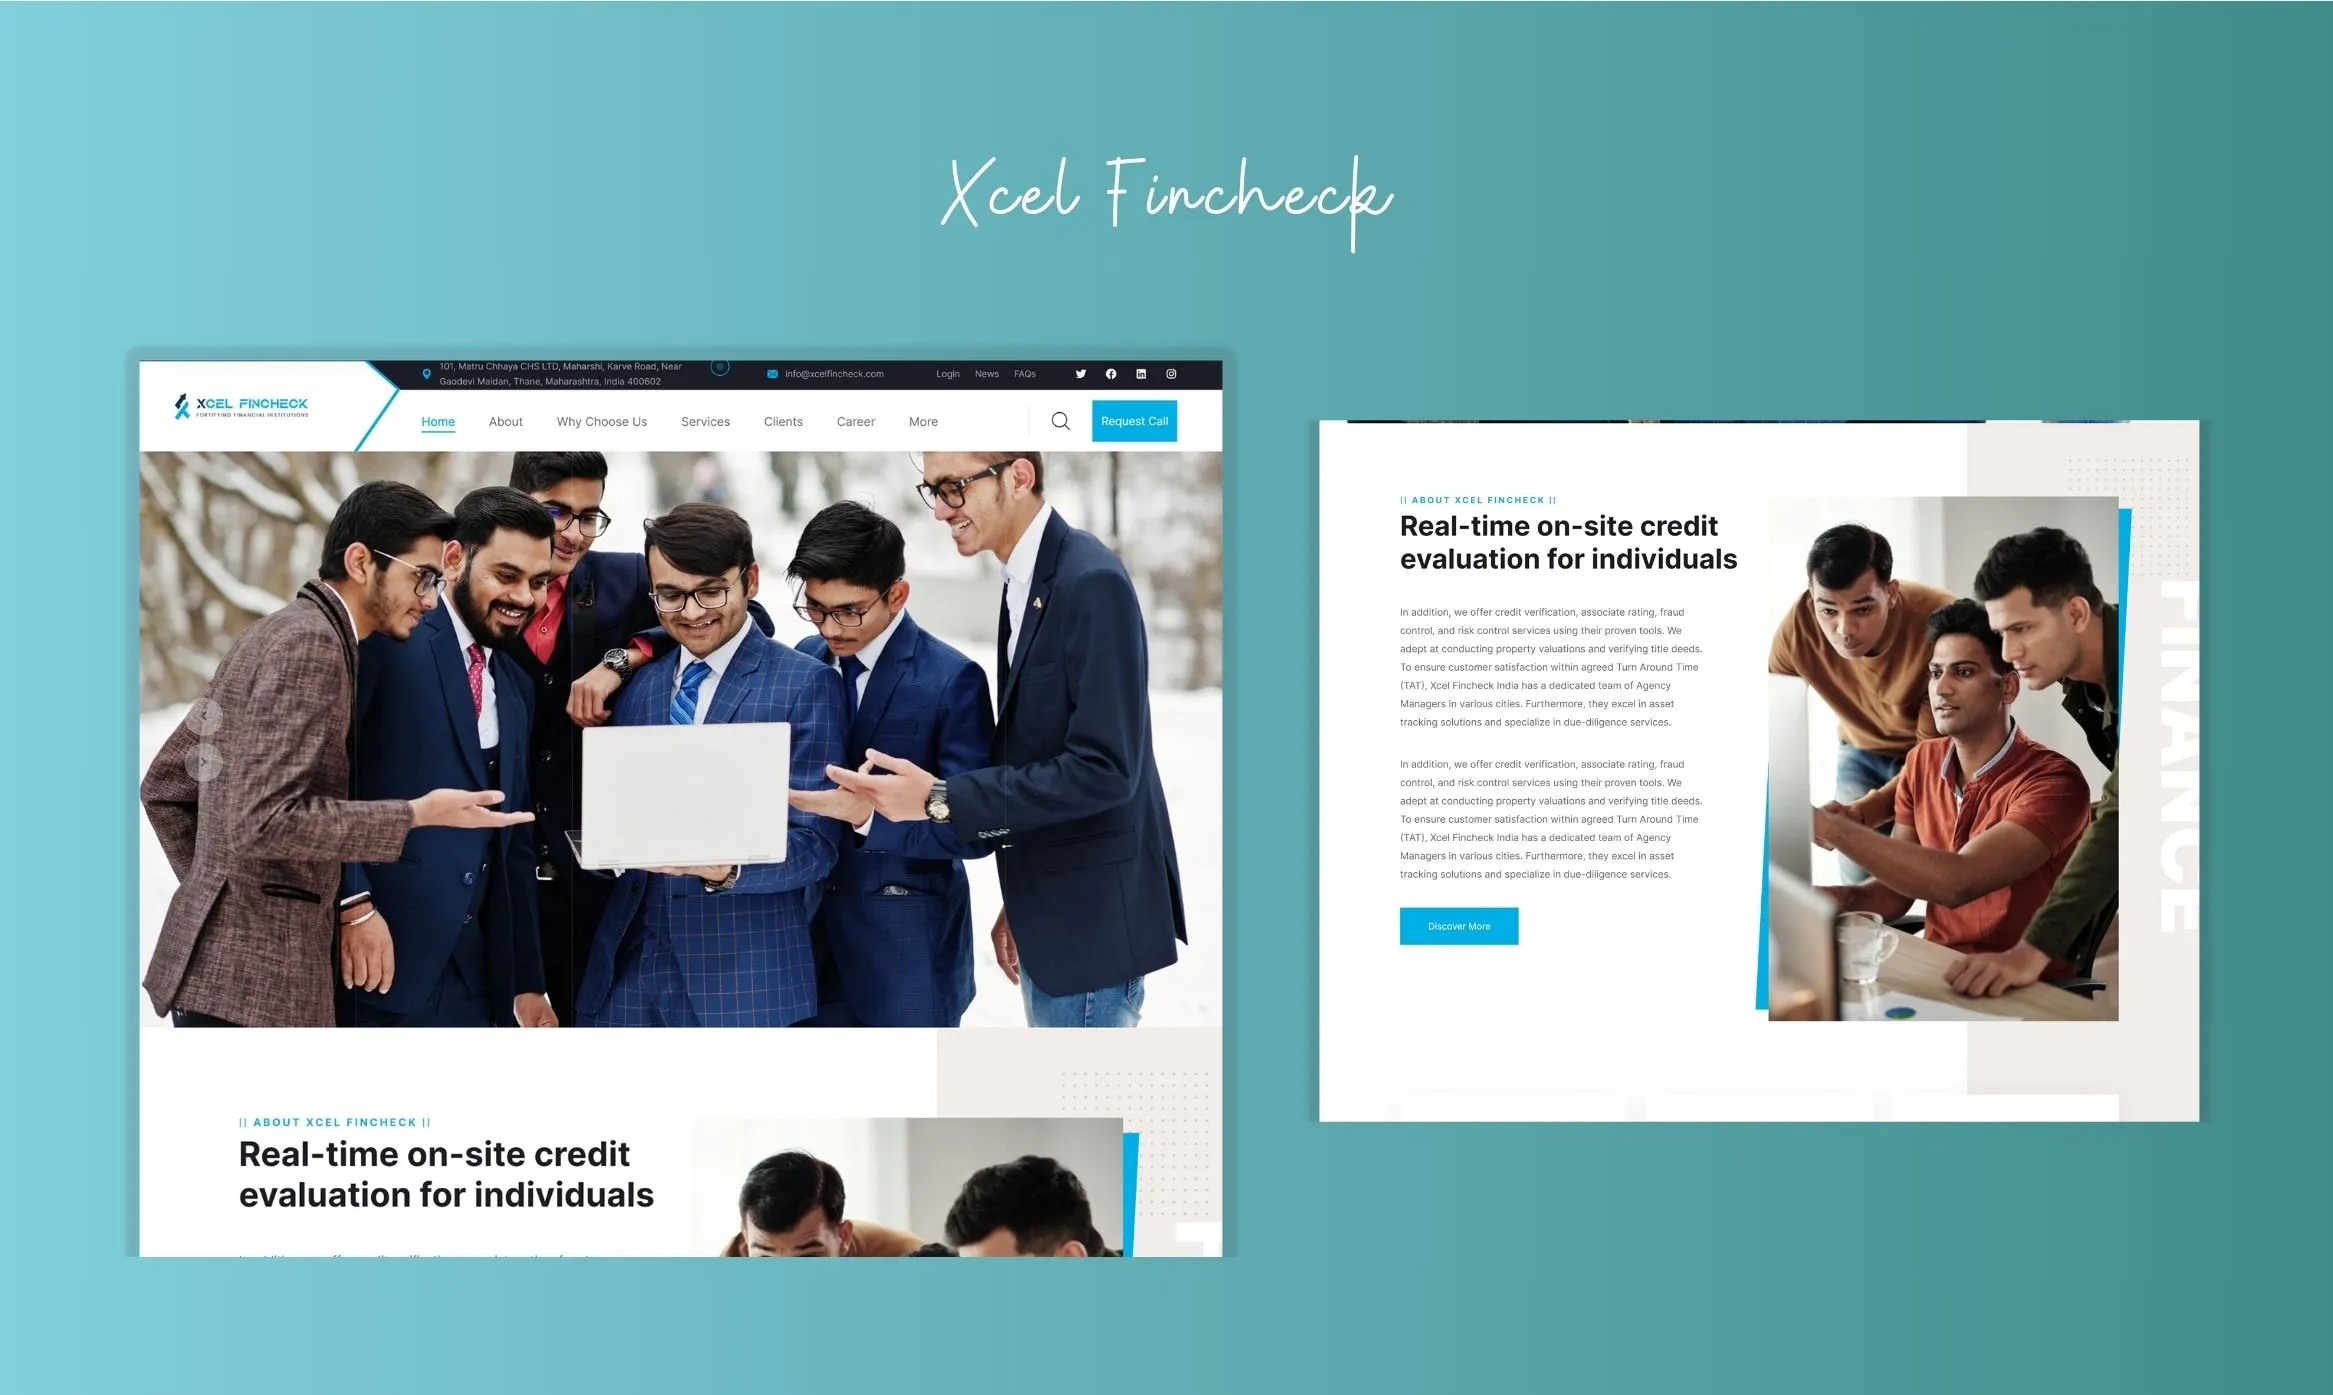 Xcel Fincheck
101, Matru Chhaya CHS LTD, Maharshi, Karve Road, Near
Gaodevi Maidan, Thane, Maharashtra, India 400602
info@xcelfincheck.com
Login News FAQs
XCEL FINCHECK
FORTIFYING FINANCIAL INSTITUTIONS
Home About Why Choose Us Services Clients Career More
Request Call
|| ABOUT XCEL FINCHECK ||
Real-time on-site credit
evaluation for individuals
|| ABOUT XCEL FINCHECK ||
Real-time on-site credit
evaluation for individuals
In addition, we offer credit verification, associate rating, fraud
control, and risk control services using their proven tools. We
adept at conducting property valuations and verifying title deeds.
To ensure customer satisfaction within agreed Turn Around Time
(TAT), Xcel Fincheck India has a dedicated team of Agency
Managers in various cities. Furthermore, they excel in asset
tracking solutions and specialize in due-diligence services.
In addition, we offer credit verification, associate rating, fraud
control, and risk control services using their proven tools. We
adept at conducting property valuations and verifying title deeds.
To ensure customer satisfaction within agreed Turn Around Time
(TAT), Xcel Fincheck India has a dedicated team of Agency
Managers in various cities. Furthermore, they excel in asset
tracking solutions and specialize in due-diligence services.
Discover More
FINANCE